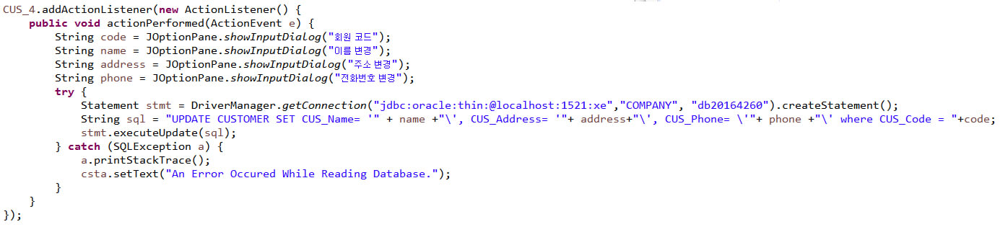 CUS_4.addActionListener(new ActionListener() {
public void actionPerformed(ActionEvent e) {
String code = JOptionPane.showInputDialog("회원 코드");
String name = JOptionPane.showInputDialog("이름 변경");
String address = JOptionPane.showInputDialog("주소 변경");
String phone = JOptionPane.showInputDialog("전화번호 변경");
try {
Statement stmt = DriverManager.getConnection("jdbc:oracle:thin:@localhost:1521:xe","COMPANY", "db20164260").createStatement();
String sql = "UPDATE CUSTOMER SET CUS_Name= '" + name +"\', CUS_Address= '"+ address+"\', CUS_Phone= \'"+ phone +"\' where CUS_Code = "+code;
stmt.executeUpdate(sql);
} catch (SQLException a) {
a.printStackTrace();
csta.setText("An Error Occured While Reading Database.");
}
}
});